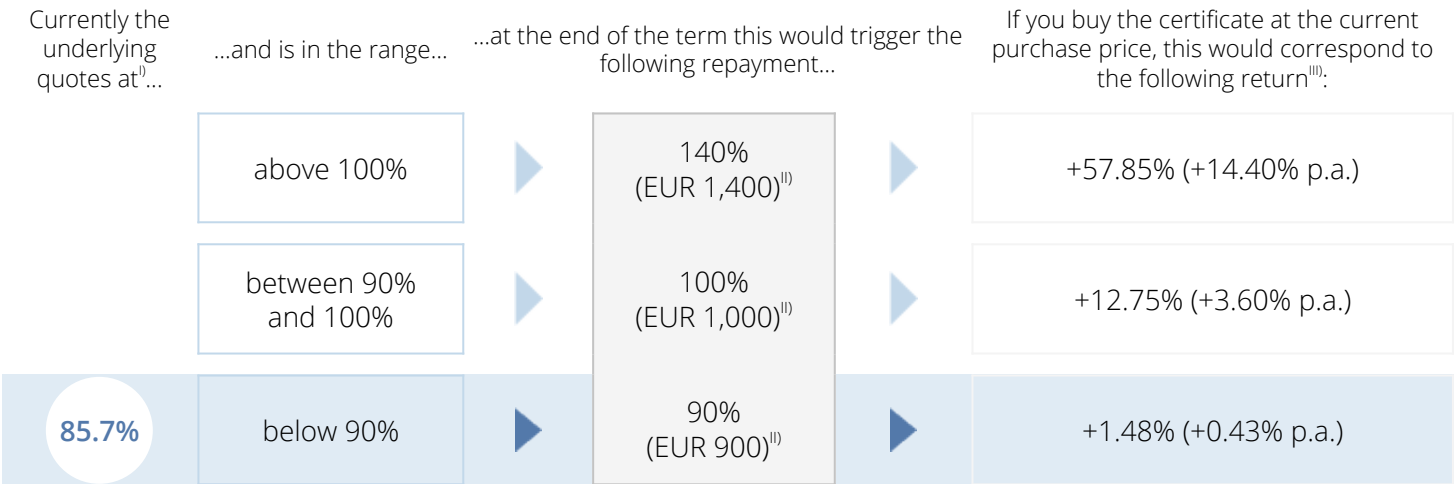 Currently the
underlying
quotes at^I)...
...and is in the range...
...at the end of the term this would trigger the
following repayment...
If you buy the certificate at the current
purchase price, this would correspond to
the following return^III):
above 100%
140%
(EUR 1,400)^II)
+57.85% (+14.40% p.a.)
between 90%
and 100%
100%
(EUR 1,000)^II)
+12.75% (+3.60% p.a.)
85.7%
below 90%
90%
(EUR 900)^II)
+1.48% (+0.43% p.a.)